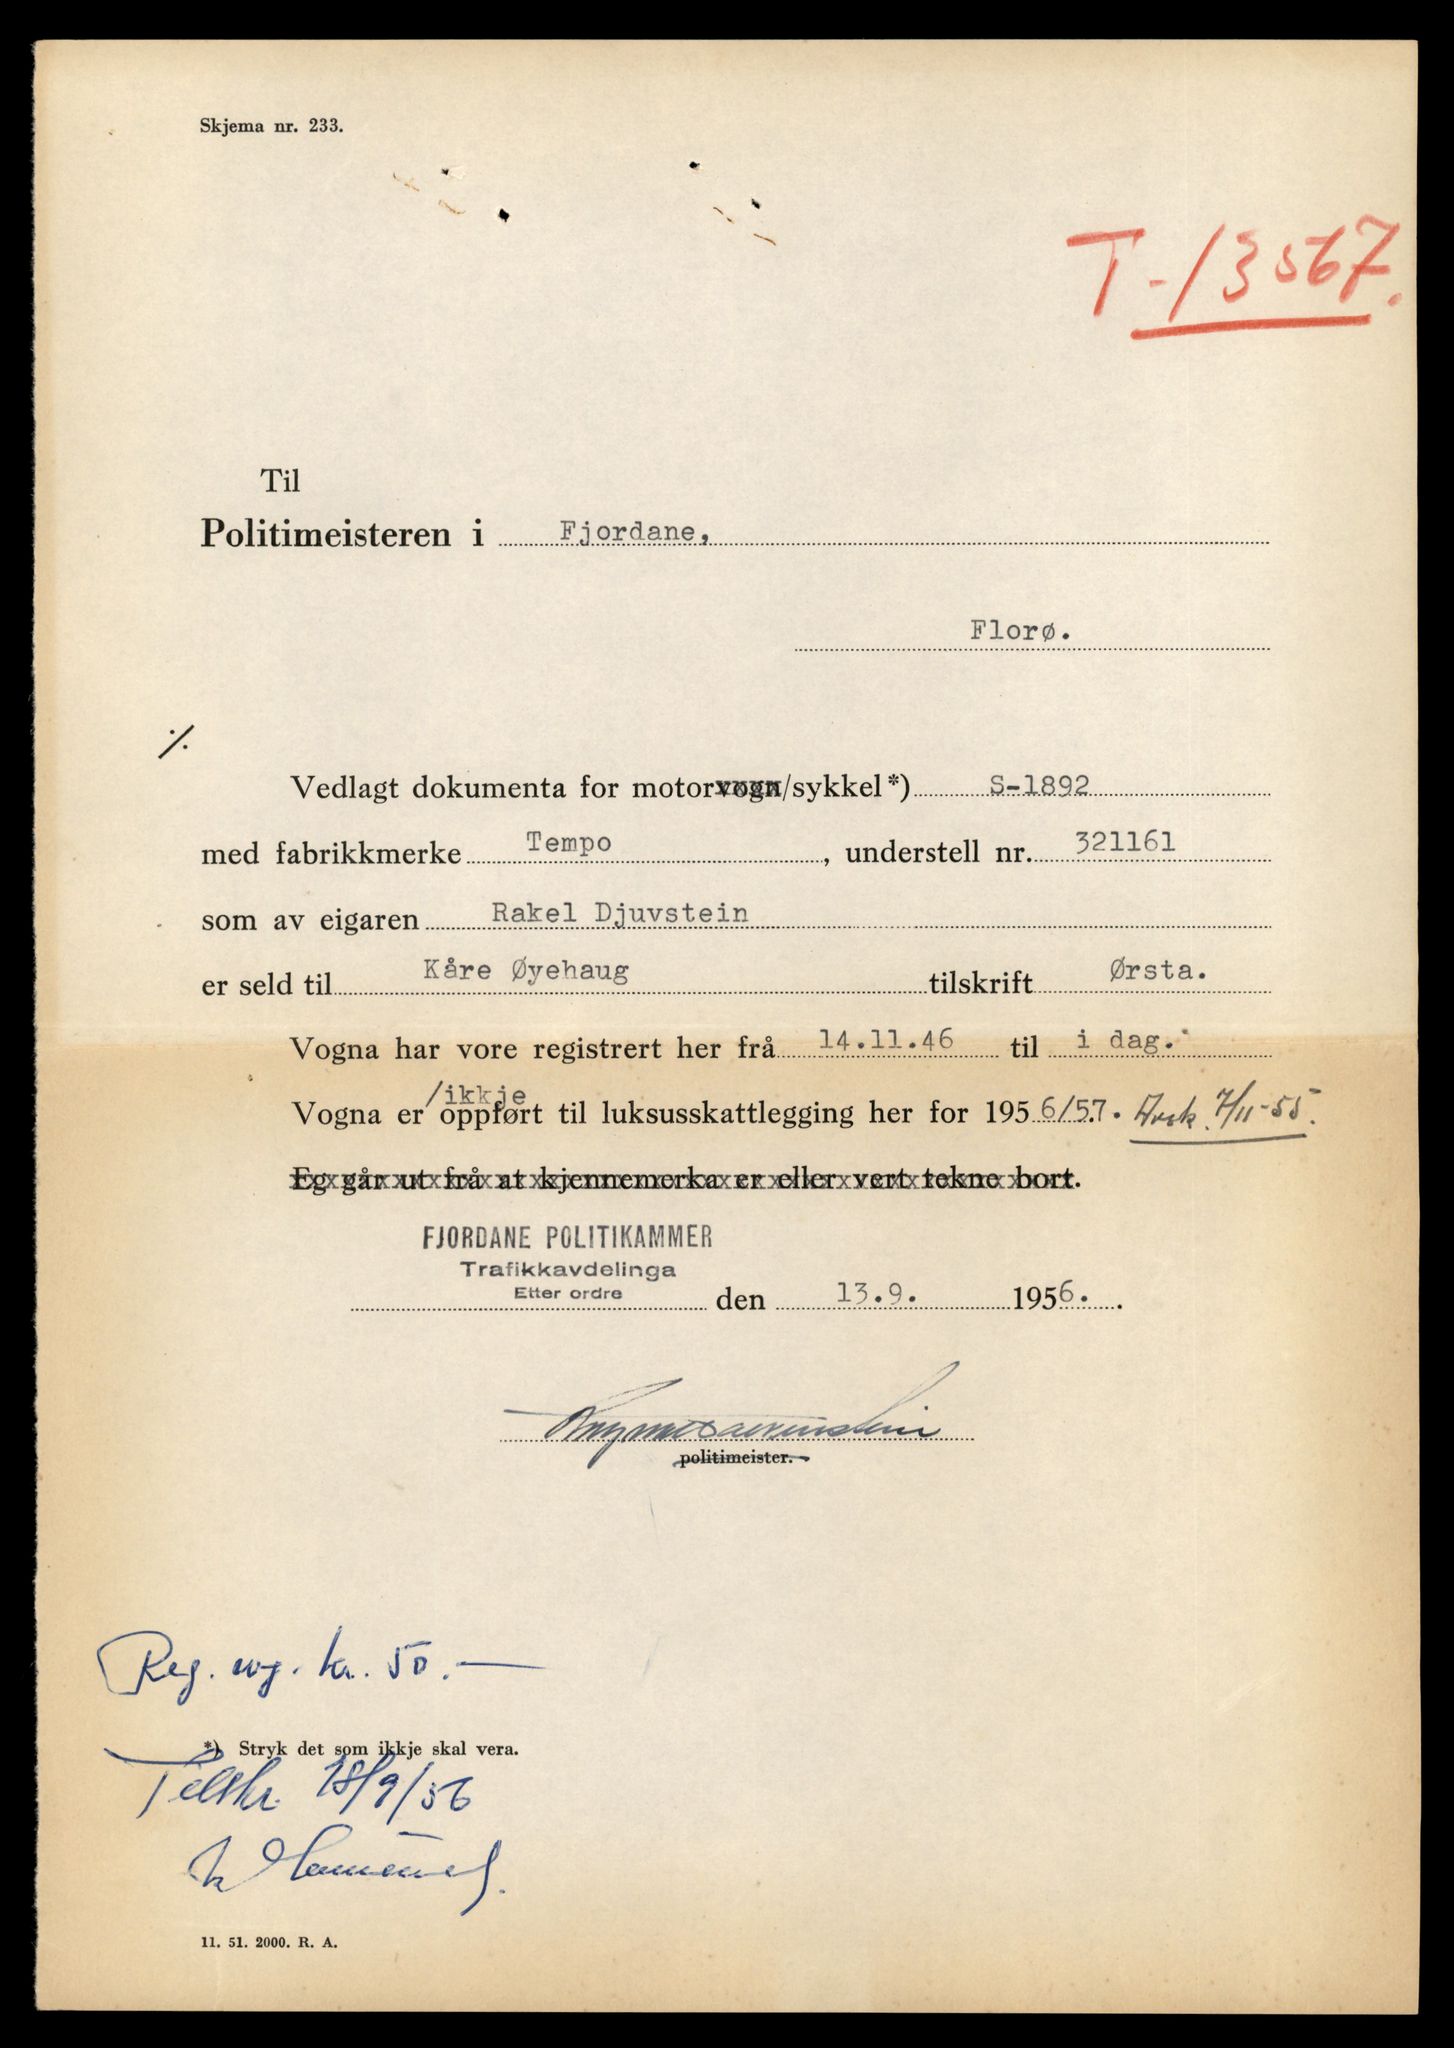 Skjema nr. 233.
T-13567.
Til
Politimeisteren i Fjordane,
Florø.
⁒
Vedlagt dokumenta for motorvogn/sykkel*) S-1892
med fabrikkmerke Tempo, understell nr. 321161
som av eigaren Rakel Djuvstein
er seld til Kåre Øyehaug tilskrift Ørsta.
Vogna har vore registrert her frå 14.11.46 til i dag.
Vogna er /ikkje oppført til luksusskattlegging her for 1956/57. 7/11-55.
Eg går ut frå at kjennemerka er eller vert tekne bort.
FJORDANE POLITIKAMMER
Trafikkavdelinga
Etter ordre
den 13.9. 1956.
politimeister.
Reg. avg. kr. 50.—
*) Stryk det som ikkje skal vera.
Tilskr. 18/9/56
11. 51. 2000. R. A.